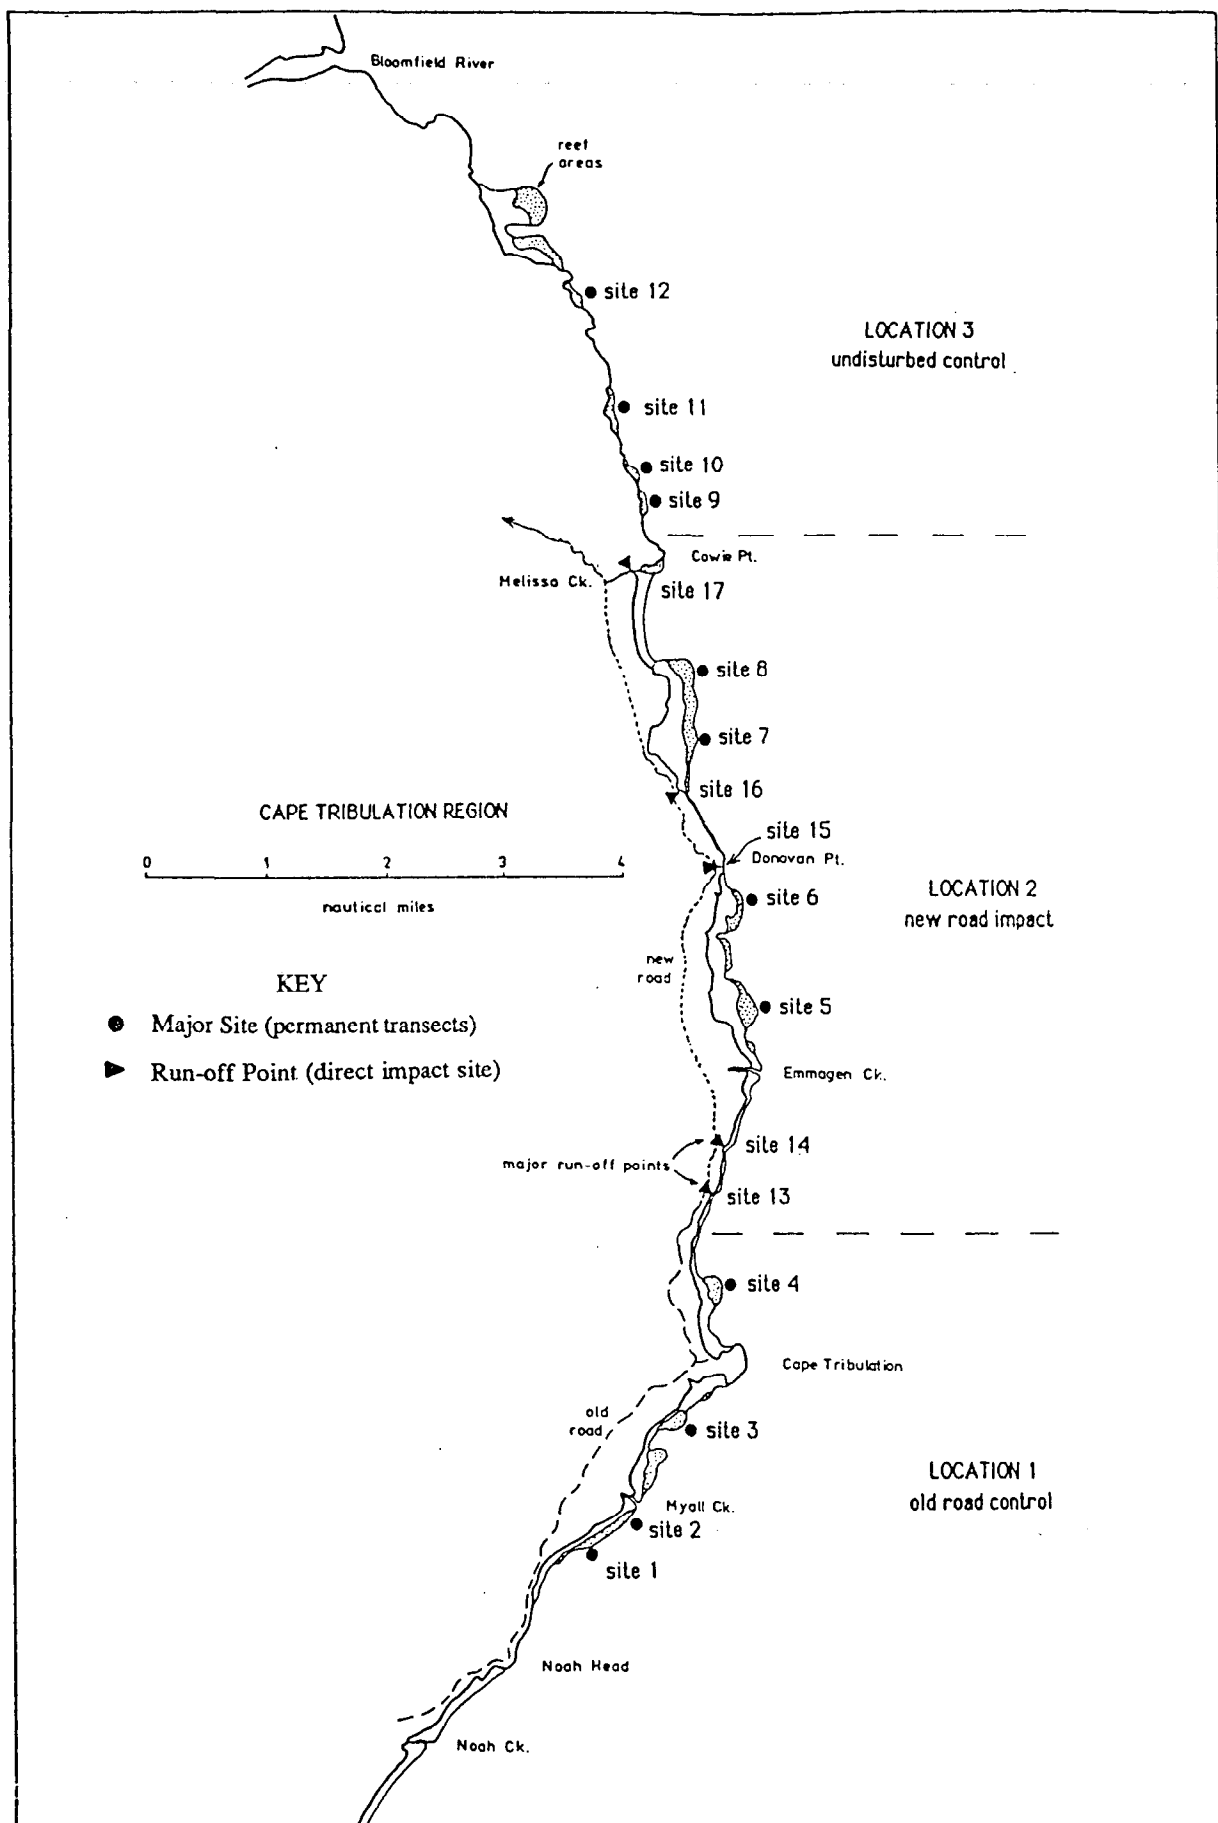 Bloomfield River
reef
areas
site 12
LOCATION 3
undisturbed control
site 11
site 10
site 9
Cowie Pt.
Melissa Ck.
site 17
site 8
site 7
site 16
CAPE TRIBULATION REGION
site 15
0 1 2 3 4
Donovan Pt.
nautical miles
LOCATION 2
new road impact
site 6
new
road
KEY
site 5
Major Site (permanent transects)
Run-off Point (direct impact site)
Emmagen Ck.
site 14
major run-off points
site 13
site 4
Cape Tribulation
old
road
site 3
LOCATION 1
old road control
Myall Ck.
site 2
site 1
Noah Head
Noah Ck.